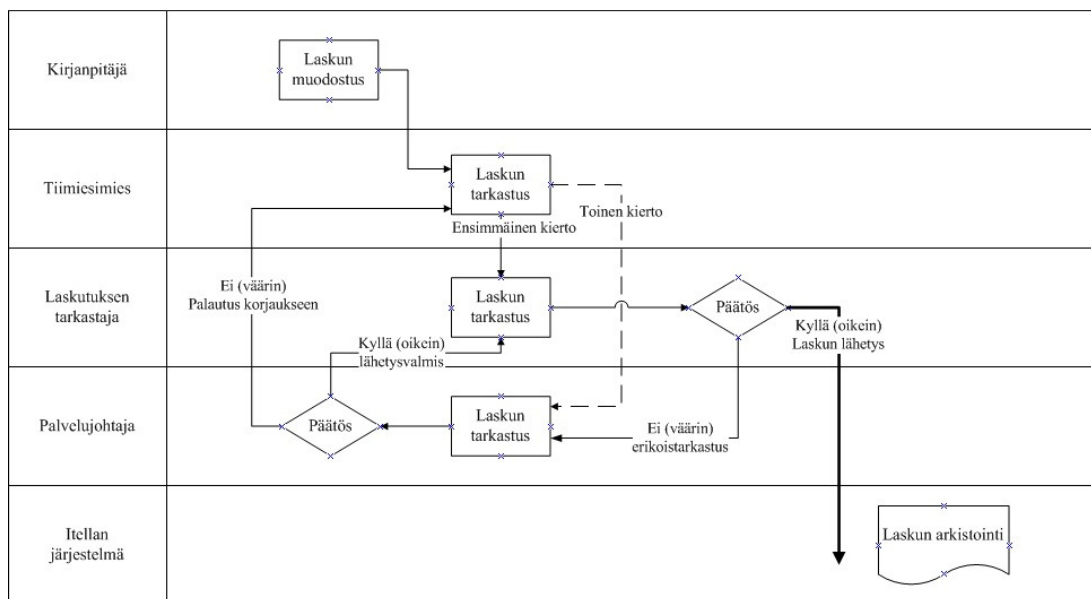 Kirjanpitäjä
Laskun
muodostus
Tiimiesimies
Laskun
tarkastus
Toinen kierto
Ensimmäinen kierto
Laskutuksen
tarkastaja
Ei (väärin)
Palautus korjaukseen
Laskun
tarkastus
Päätös
Kyllä (oikein)
Laskun lähetys
Kyllä (oikein)
lähetysvalmis
Palvelujohtaja
Päätös
Laskun
tarkastus
Ei (väärin)
erikoistarkastus
Itellan
järjestelmä
Laskun arkistointi